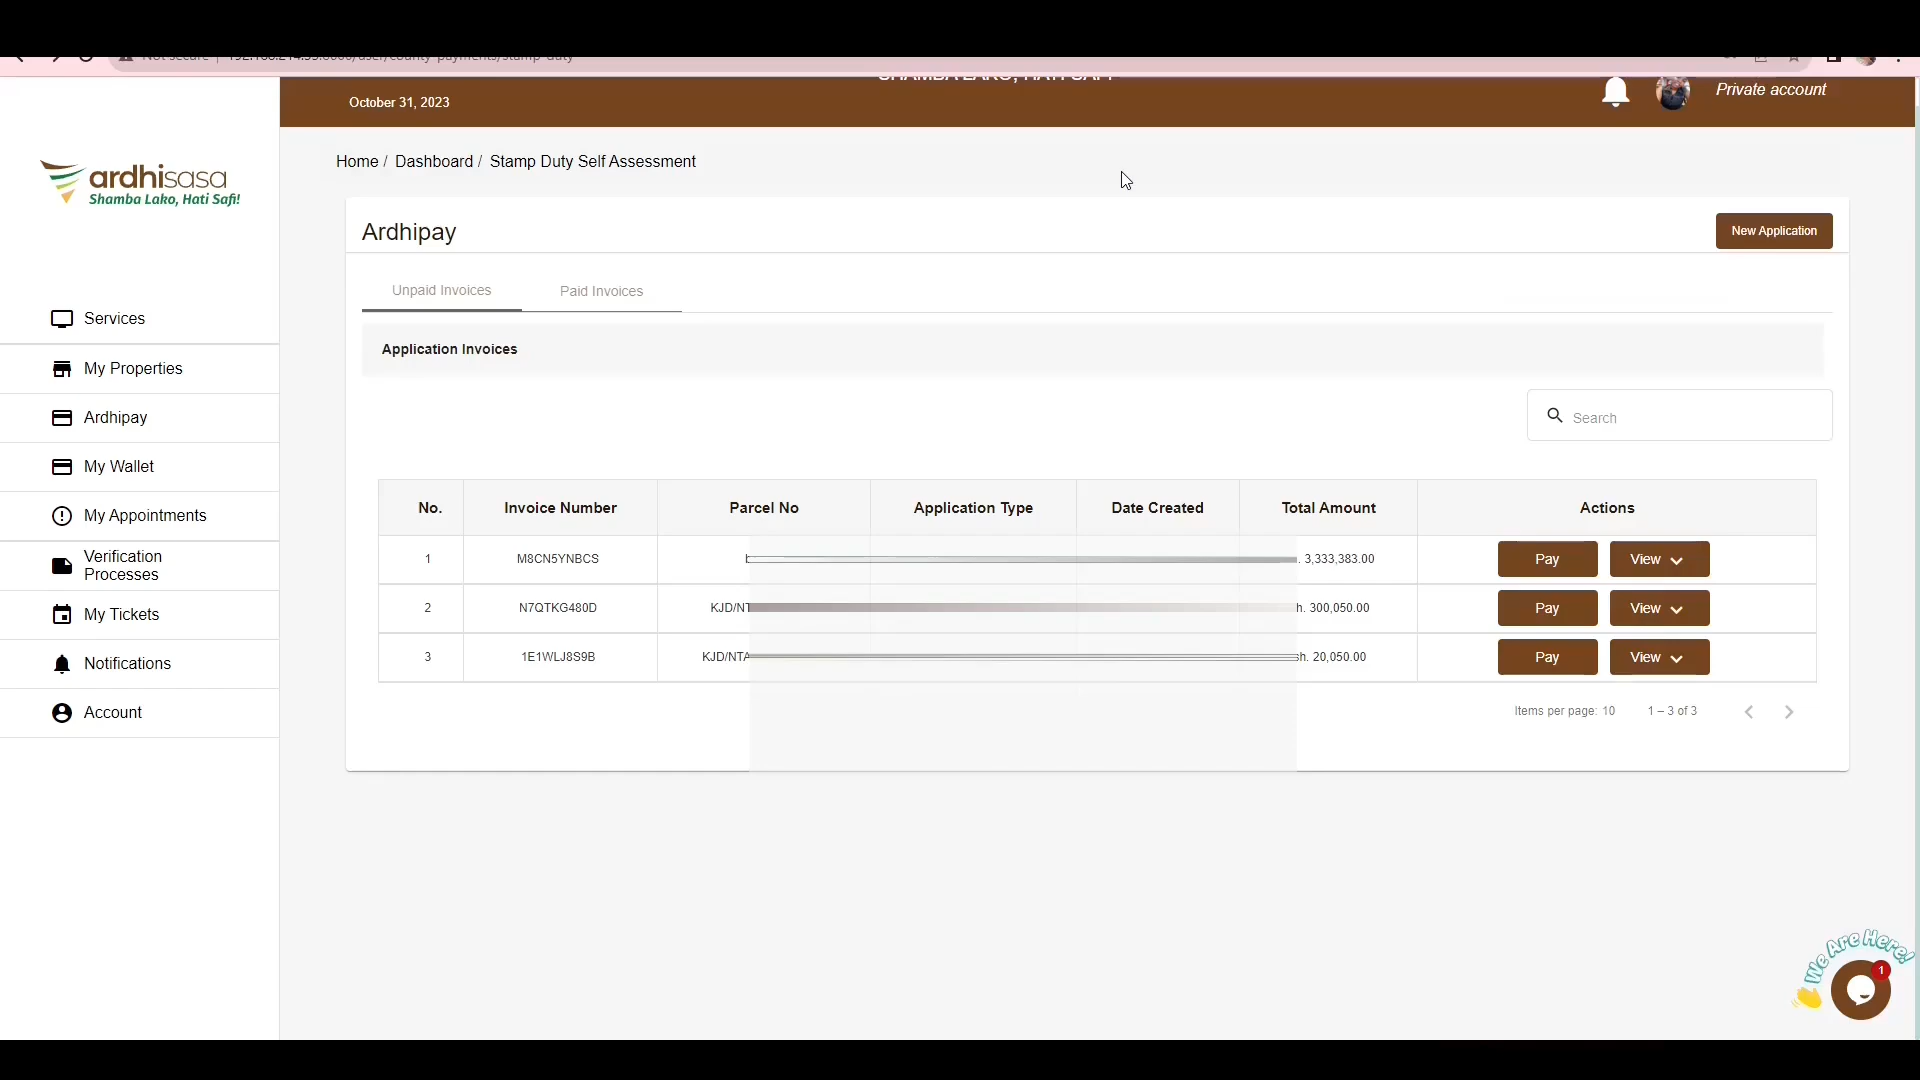 Not secure
October 31, 2023
Private account
Home / Dashboard / Stamp Duty Self Assessment
ardhisasa
Shamba Lako, Hati Safi!
Ardhipay
New Application
Unpaid Invoices
Paid Invoices
Application Invoices
Search
Services
My Properties
Ardhipay
My Wallet
My Appointments
Verification
Processes
My Tickets
Notifications
Account
No. Invoice Number Parcel No Application Type Date Created Total Amount Actions
1 M8CN5YNBCS . 3,333,383.00 Pay View
2 N7QTKG480D KJD/NT h. 300,050.00 Pay View
3 1E1WLJ8S9B KJD/NTA sh. 20,050.00 Pay View
Items per page: 10 1 – 3 of 3
We Are Here!
1